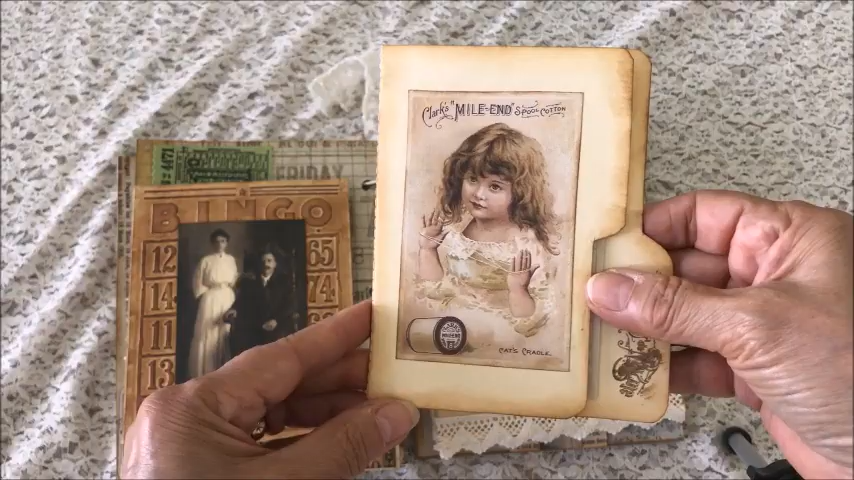 Clark's "MILE-END" SPOOL COTTON
CAT'S CRADLE.
FRIDAY
BINGO
12 65
14 74
11
13